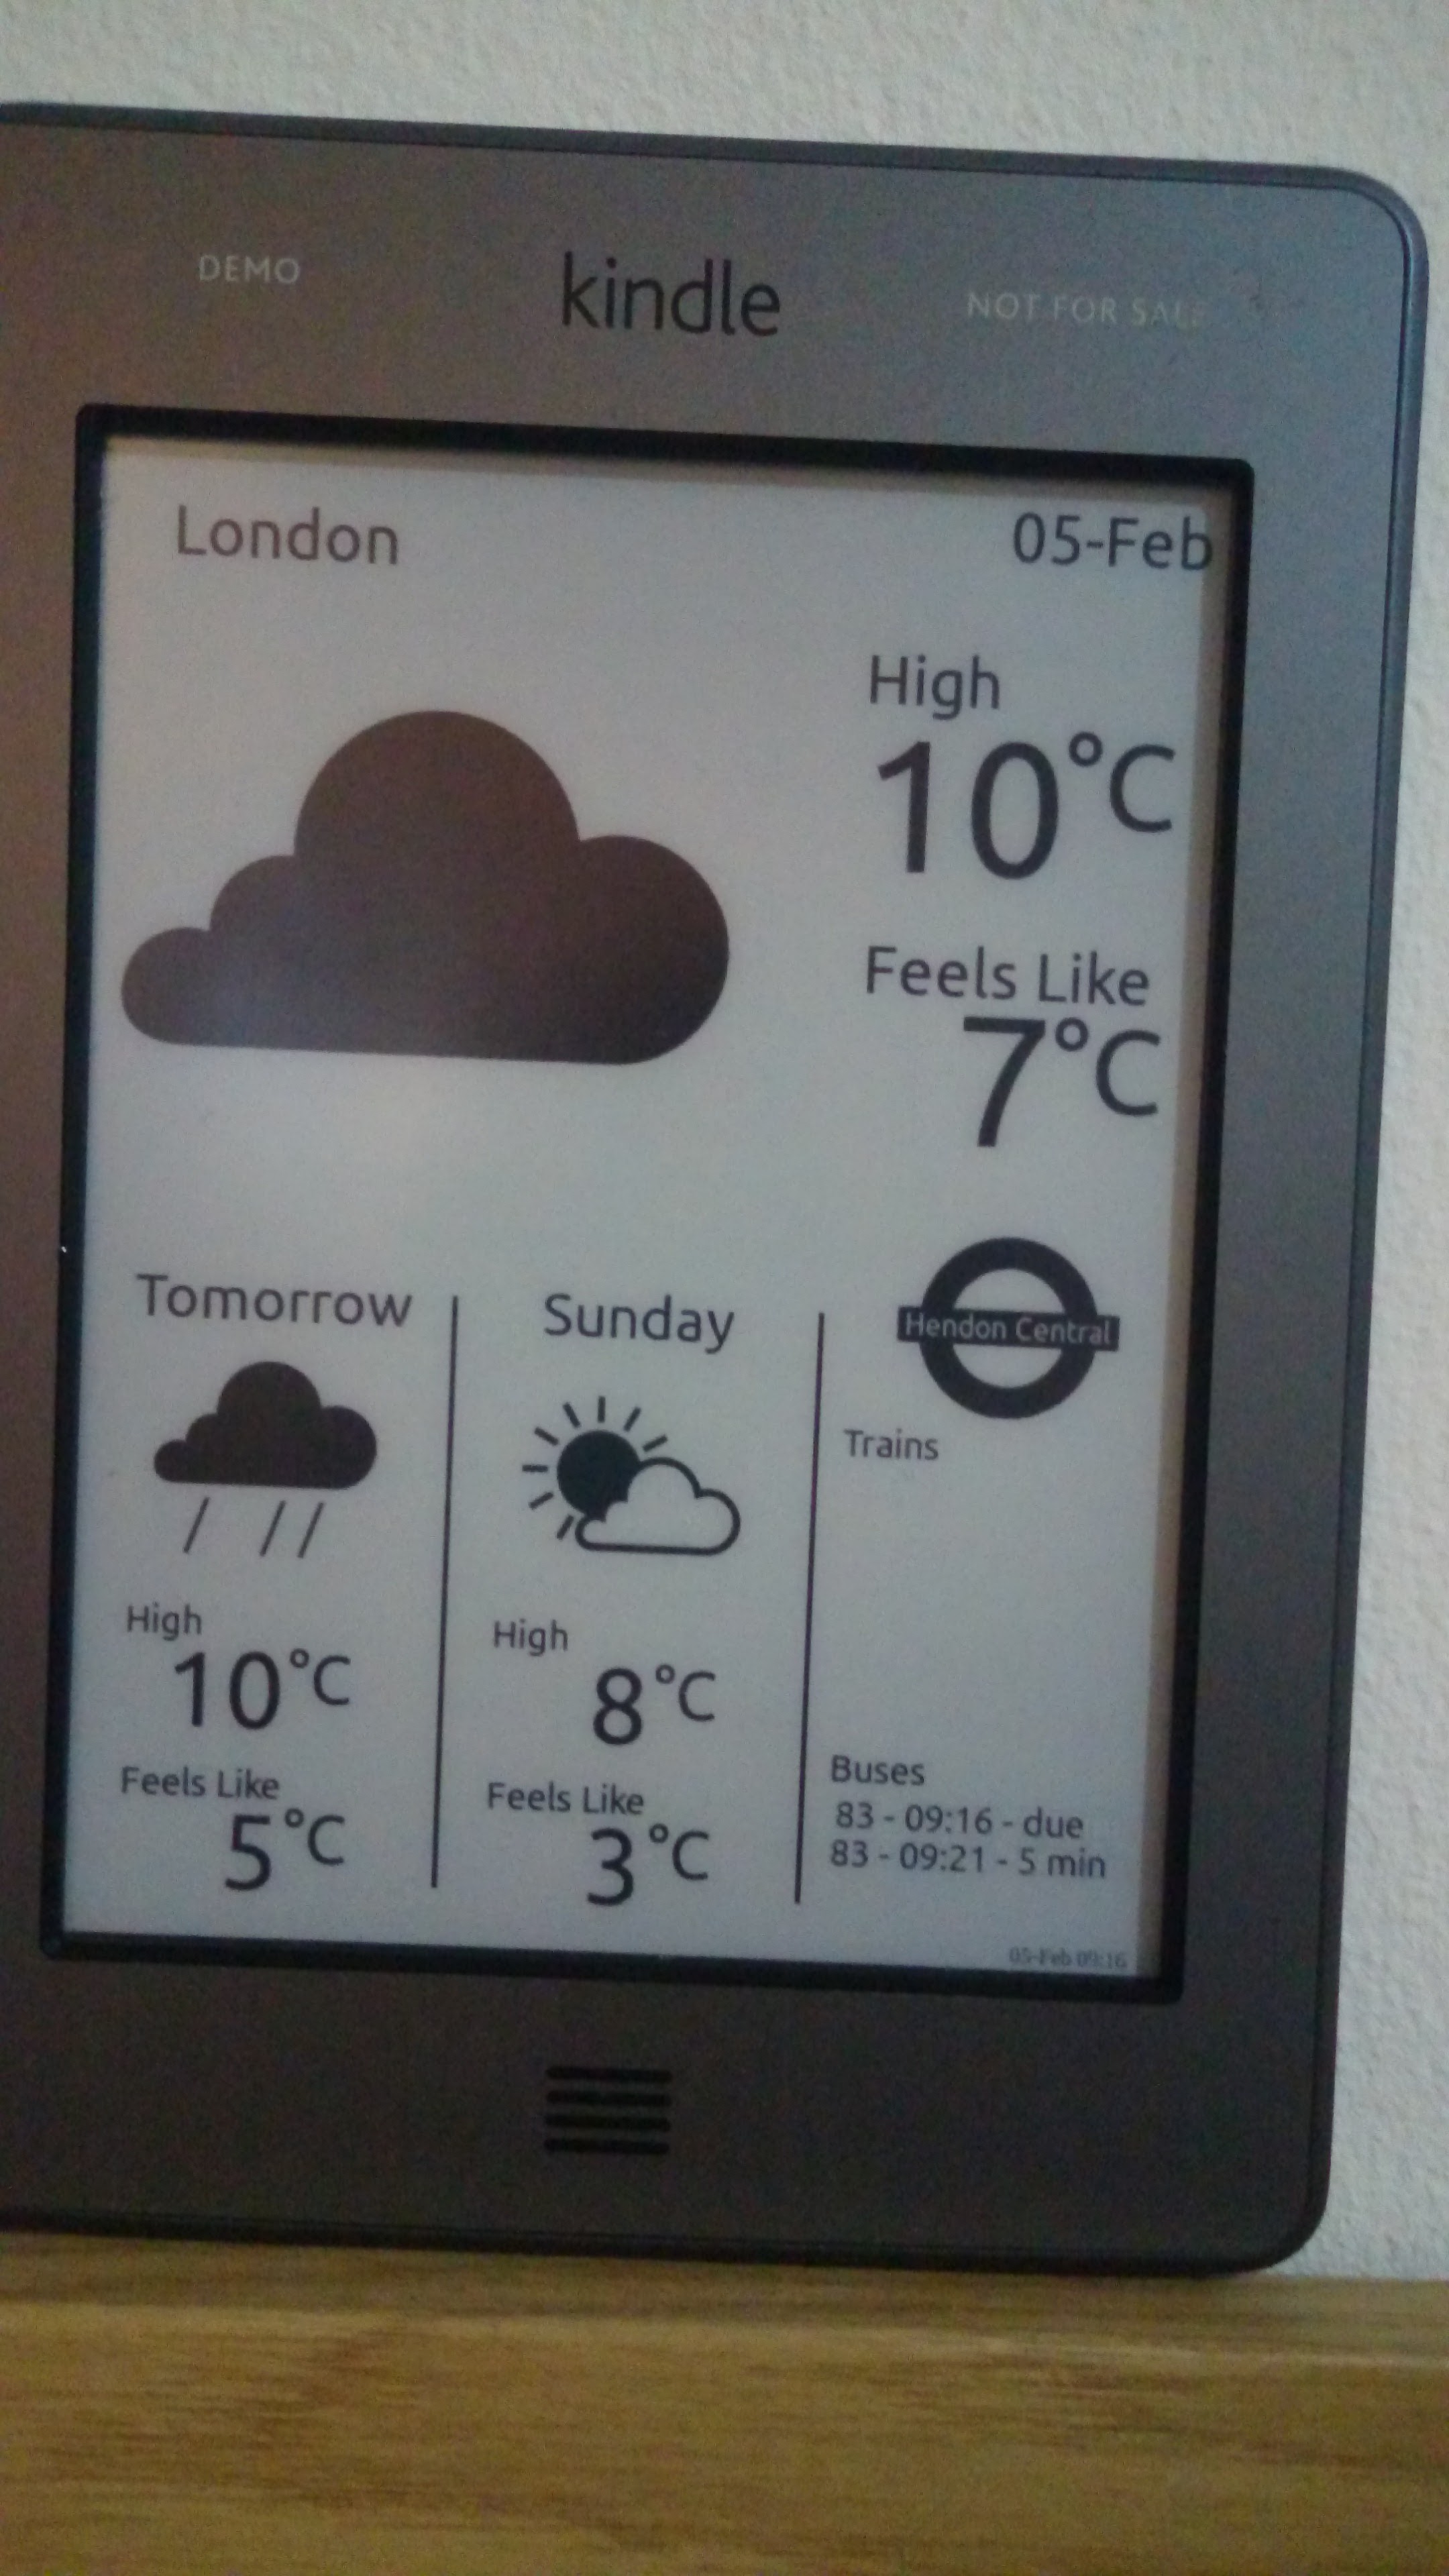 DEMO
kindle
NOT FOR SALE
London
05-Feb
High
10°C
Feels Like
7°C
Tomorrow
High
10°C
Feels Like
5°C
Sunday
High
8°C
Feels Like
3°C
Hendon Central
Trains
Buses
83 - 09:16 - due
83 - 09:21 - 5 min
05-Feb 09:16